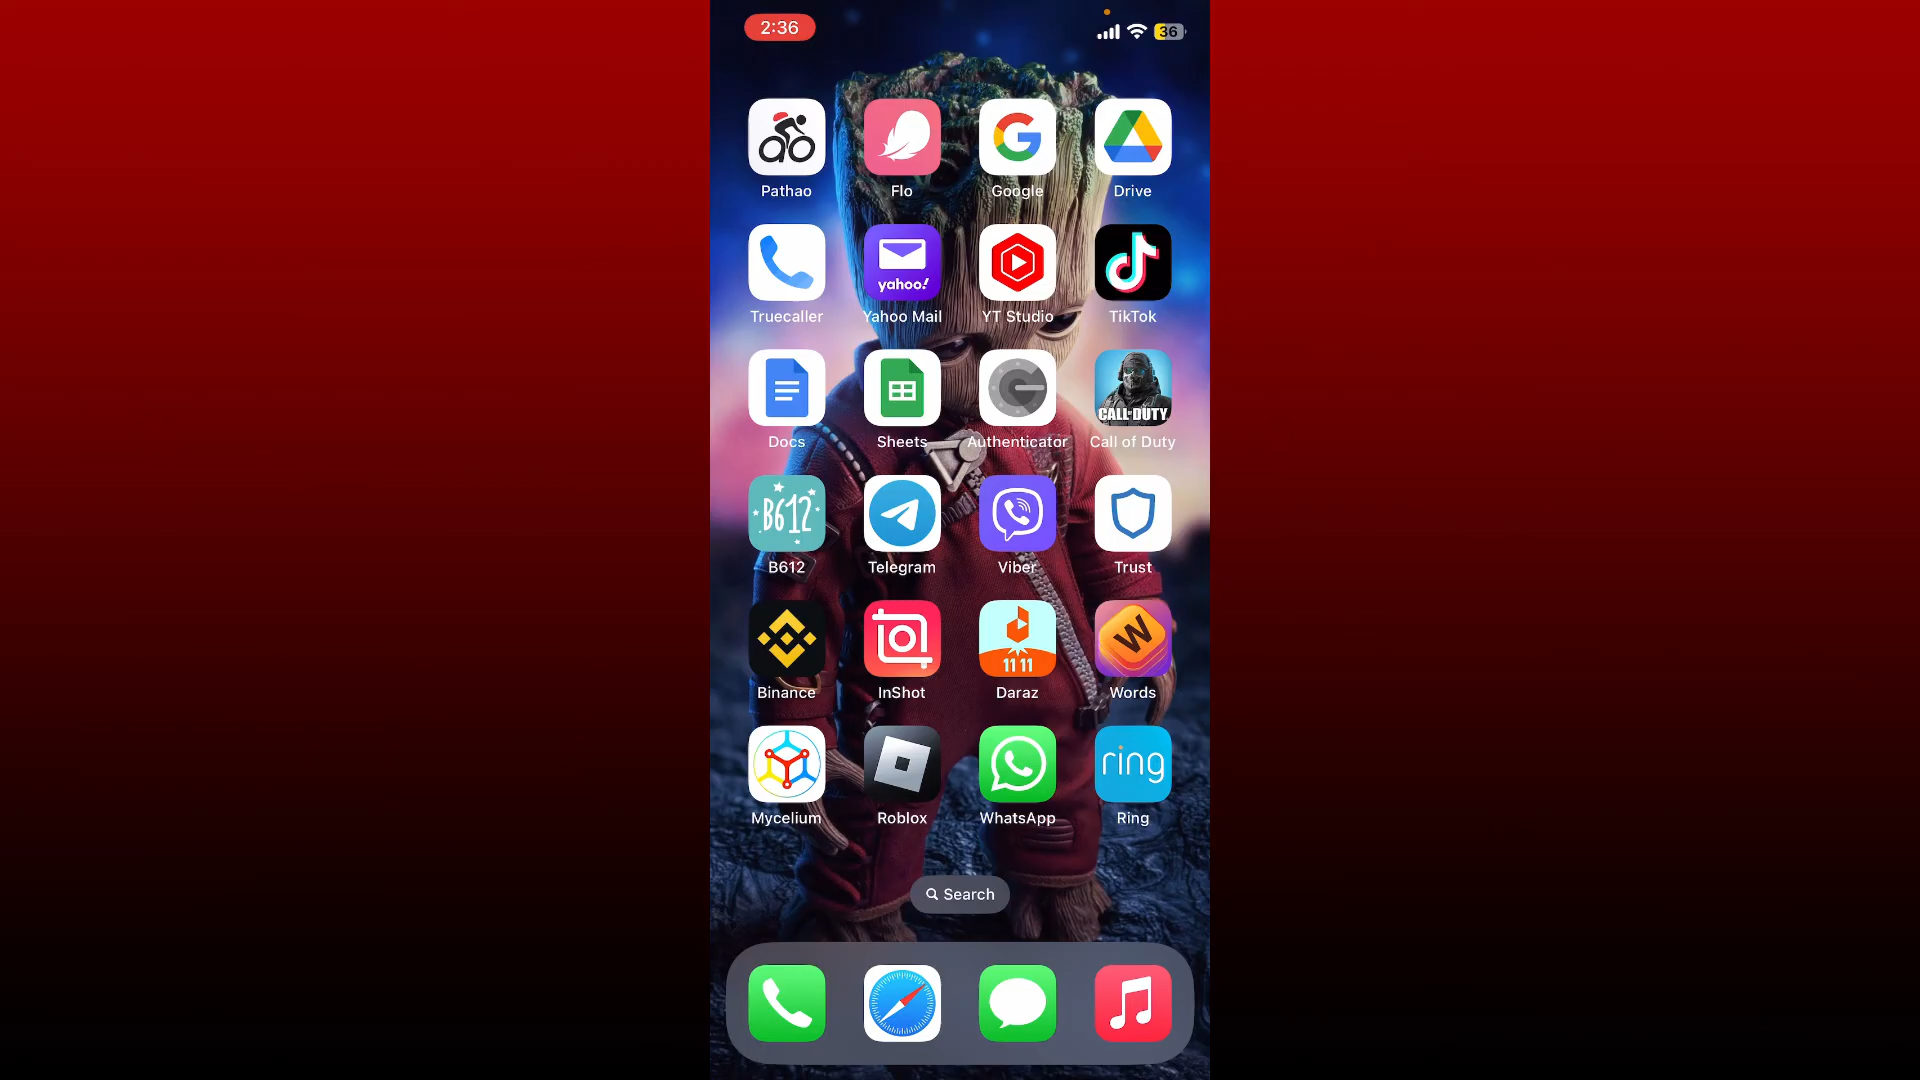 2:36
36
Pathao
Flo
Google
Drive
yahoo!
Truecaller
Yahoo Mail
YT Studio
TikTok
CALL OF DUTY
Docs
Sheets
Authenticator
Call of Duty
B612
B612
Telegram
Viber
Trust
11 11
W
Binance
InShot
Daraz
Words
ring
Mycelium
Roblox
WhatsApp
Ring
Search